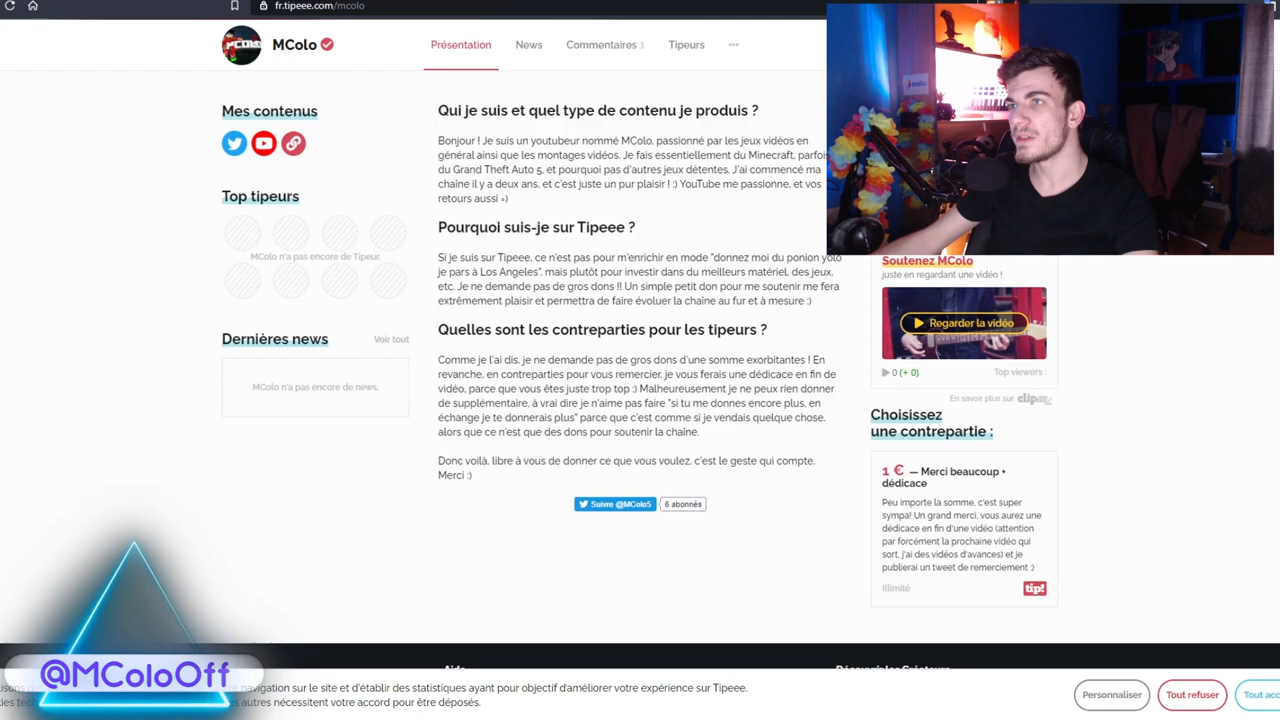 fr.tipeee.com/mcolo
MColo
Présentation
News
Commentaires 3
Tipeurs
Mes contenus
Top tipeurs
MColo n'a pas encore de Tipeur.
Dernières news
Voir tout
MColo n'a pas encore de news.
Qui je suis et quel type de contenu je produis ?
Bonjour ! Je suis un youtubeur nommé MColo, passionné par les jeux vidéos en
général ainsi que les montages vidéos. Je fais essentiellement du Minecraft, parfois
du Grand Theft Auto 5, et pourquoi pas d'autres jeux détentes. J'ai commencé ma
chaîne il y a deux ans, et c'est juste un pur plaisir ! :) YouTube me passionne, et vos
retours aussi =)
Pourquoi suis-je sur Tipeee ?
Si je suis sur Tipeee, ce n'est pas pour m'enrichir en mode "donnez moi du ponion yolo
je pars à Los Angeles", mais plutôt pour investir dans du meilleurs matériel, des jeux,
etc. Je ne demande pas de gros dons !! Un simple petit don pour me soutenir me fera
extrêmement plaisir et permettra de faire évoluer la chaîne au fur et à mesure :)
Quelles sont les contreparties pour les tipeurs ?
Comme je l'ai dis, je ne demande pas de gros dons d'une somme exorbitantes ! En
revanche, en contreparties pour vous remercier, je vous ferais une dédicace en fin de
vidéo, parce que vous êtes juste trop top :) Malheureusement je ne peux rien donner
de supplémentaire, à vrai dire je n'aime pas faire "si tu me donnes encore plus, en
échange je te donnerais plus" parce que c'est comme si je vendais quelque chose,
alors que ce n'est que des dons pour soutenir la chaîne.
Donc voilà, libre à vous de donner ce que vous voulez, c'est le geste qui compte.
Merci :)
Suivre @MColo5
6 abonnés
Soutenez MColo
juste en regardant une vidéo !
Regarder la vidéo
0 (+ 0)
Top viewers :
En savoir plus sur
Choisissez
une contrepartie :
1 € — Merci beaucoup +
dédicace
Peu importe la somme, c'est super
sympa! Un grand merci, vous aurez une
dédicace en fin d'une vidéo (attention
par forcément la prochaine vidéo qui
sort, j'ai des vidéos d'avances) et je
publierai un tweet de remerciement :)
Illimité
tip!
@MColoOff
navigation sur le site et d'établir des statistiques ayant pour objectif d'améliorer votre expérience sur Tipeee.
autres nécessitent votre accord pour être déposés.
Personnaliser
Tout refuser
Tout